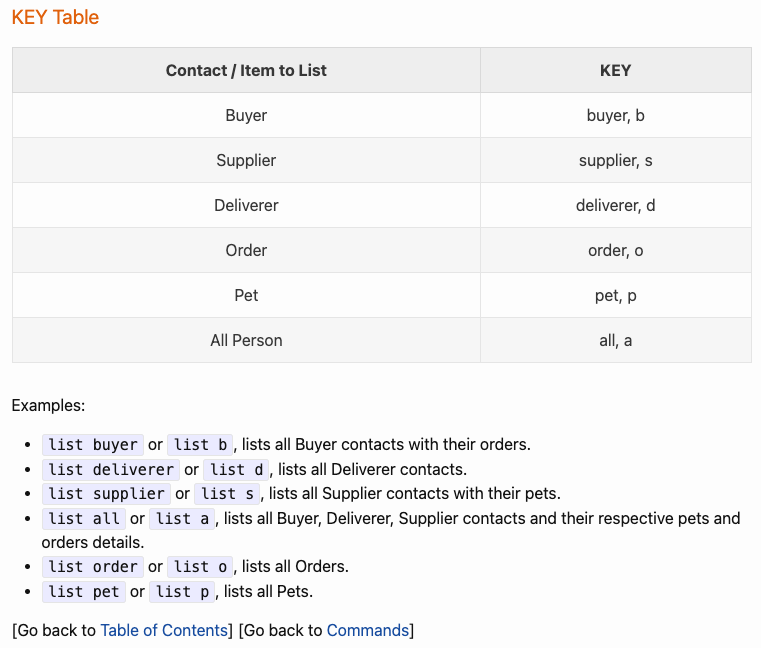 KEY Table
Contact / Item to List KEY
Buyer buyer, b
Supplier supplier, s
Deliverer deliverer, d
Order order, o
Pet pet, p
All Person all, a
Examples:
• list buyer or list b , lists all Buyer contacts with their orders.
• list deliverer or list d , lists all Deliverer contacts.
• list supplier or list s , lists all Supplier contacts with their pets.
• list all or list a , lists all Buyer, Deliverer, Supplier contacts and their respective pets and
orders details.
• list order or list o , lists all Orders.
• list pet or list p , lists all Pets.
[Go back to Table of Contents] [Go back to Commands]